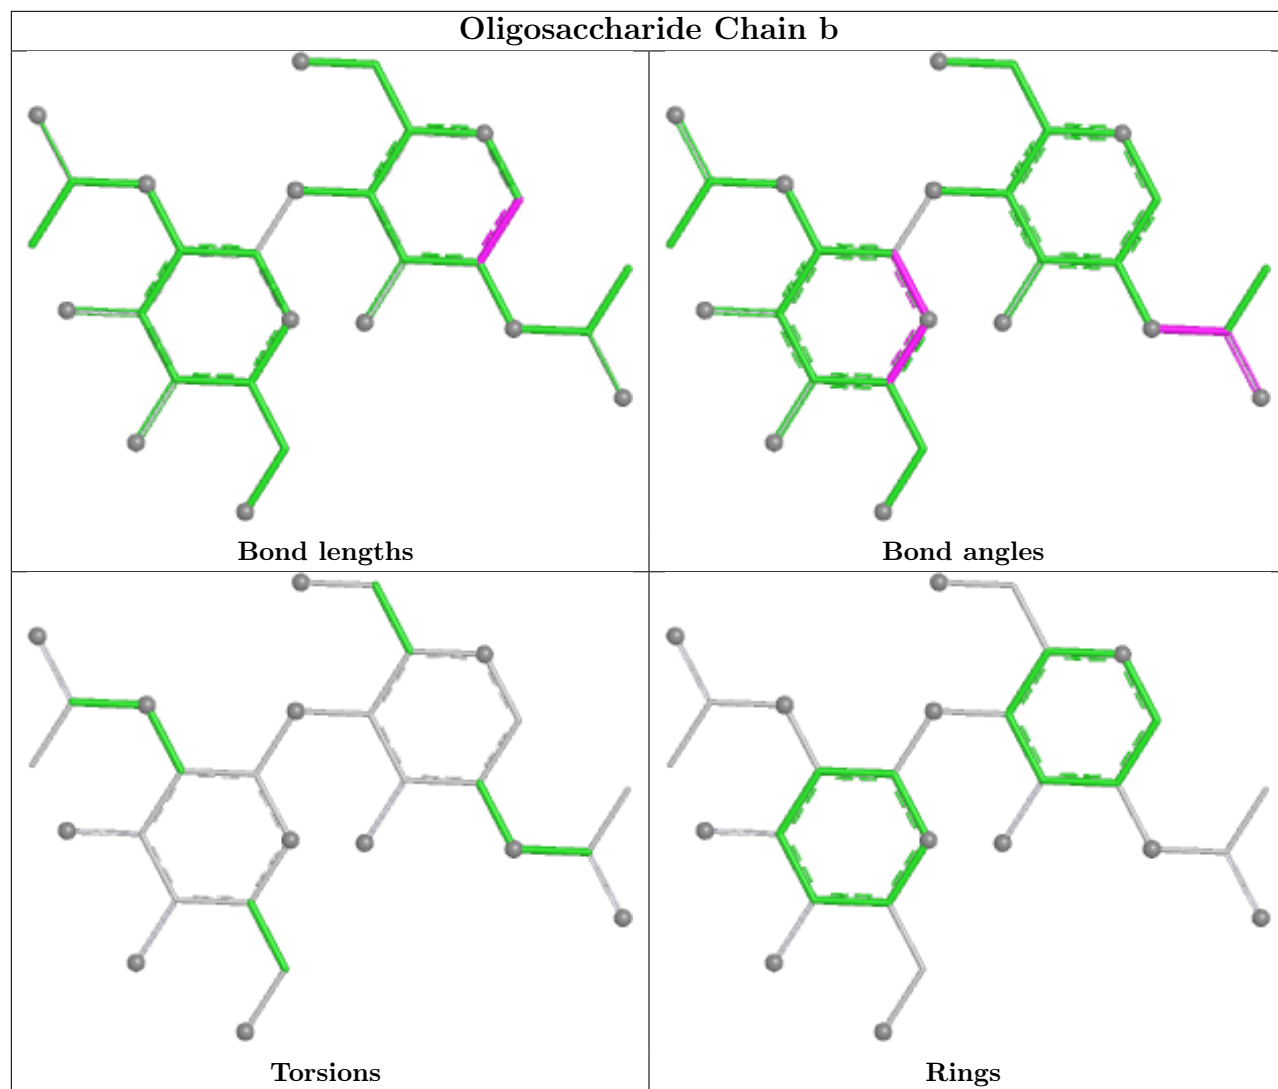 Oligosaccharide Chain b
Bond lengths
Bond angles
Torsions
Rings